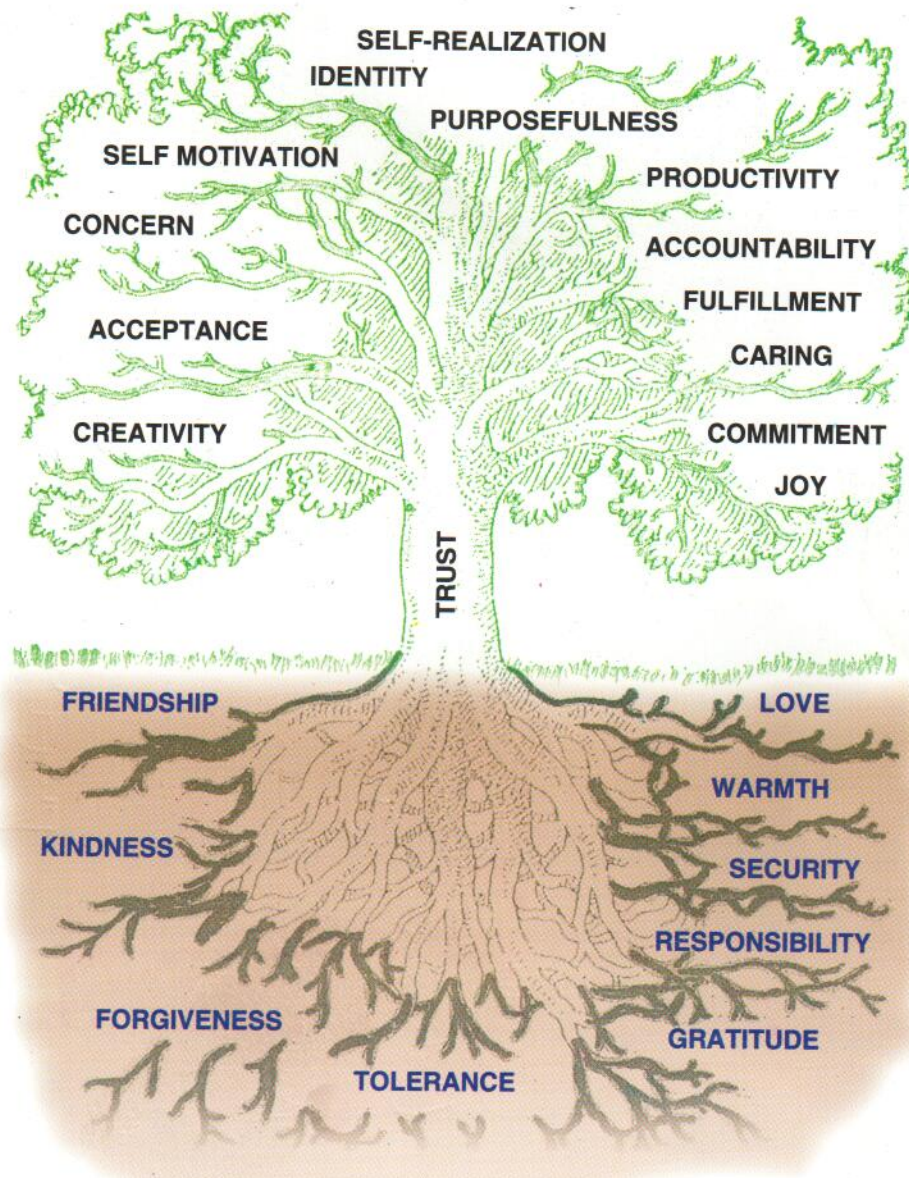 SELF-REALIZATION
IDENTITY
PURPOSEFULNESS
SELF MOTIVATION
PRODUCTIVITY
CONCERN
ACCOUNTABILITY
FULFILLMENT
ACCEPTANCE
CARING
CREATIVITY
COMMITMENT
JOY
TRUST
FRIENDSHIP
LOVE
WARMTH
KINDNESS
SECURITY
RESPONSIBILITY
FORGIVENESS
GRATITUDE
TOLERANCE